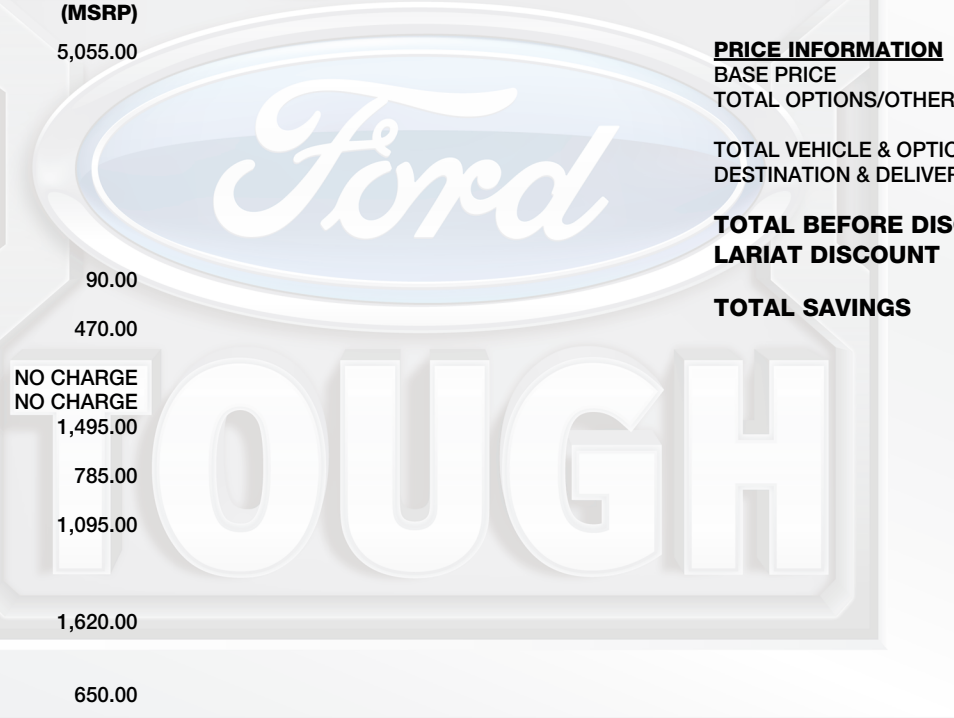 (MSRP)
5,055.00
90.00
470.00
NO CHARGE
NO CHARGE
1,495.00
785.00
1,095.00
1,620.00
650.00
PRICE INFORMATION
BASE PRICE
TOTAL OPTIONS/OTHER
TOTAL VEHICLE & OPTIO
DESTINATION & DELIVER
TOTAL BEFORE DISC
LARIAT DISCOUNT
TOTAL SAVINGS
Ford
TOUGH